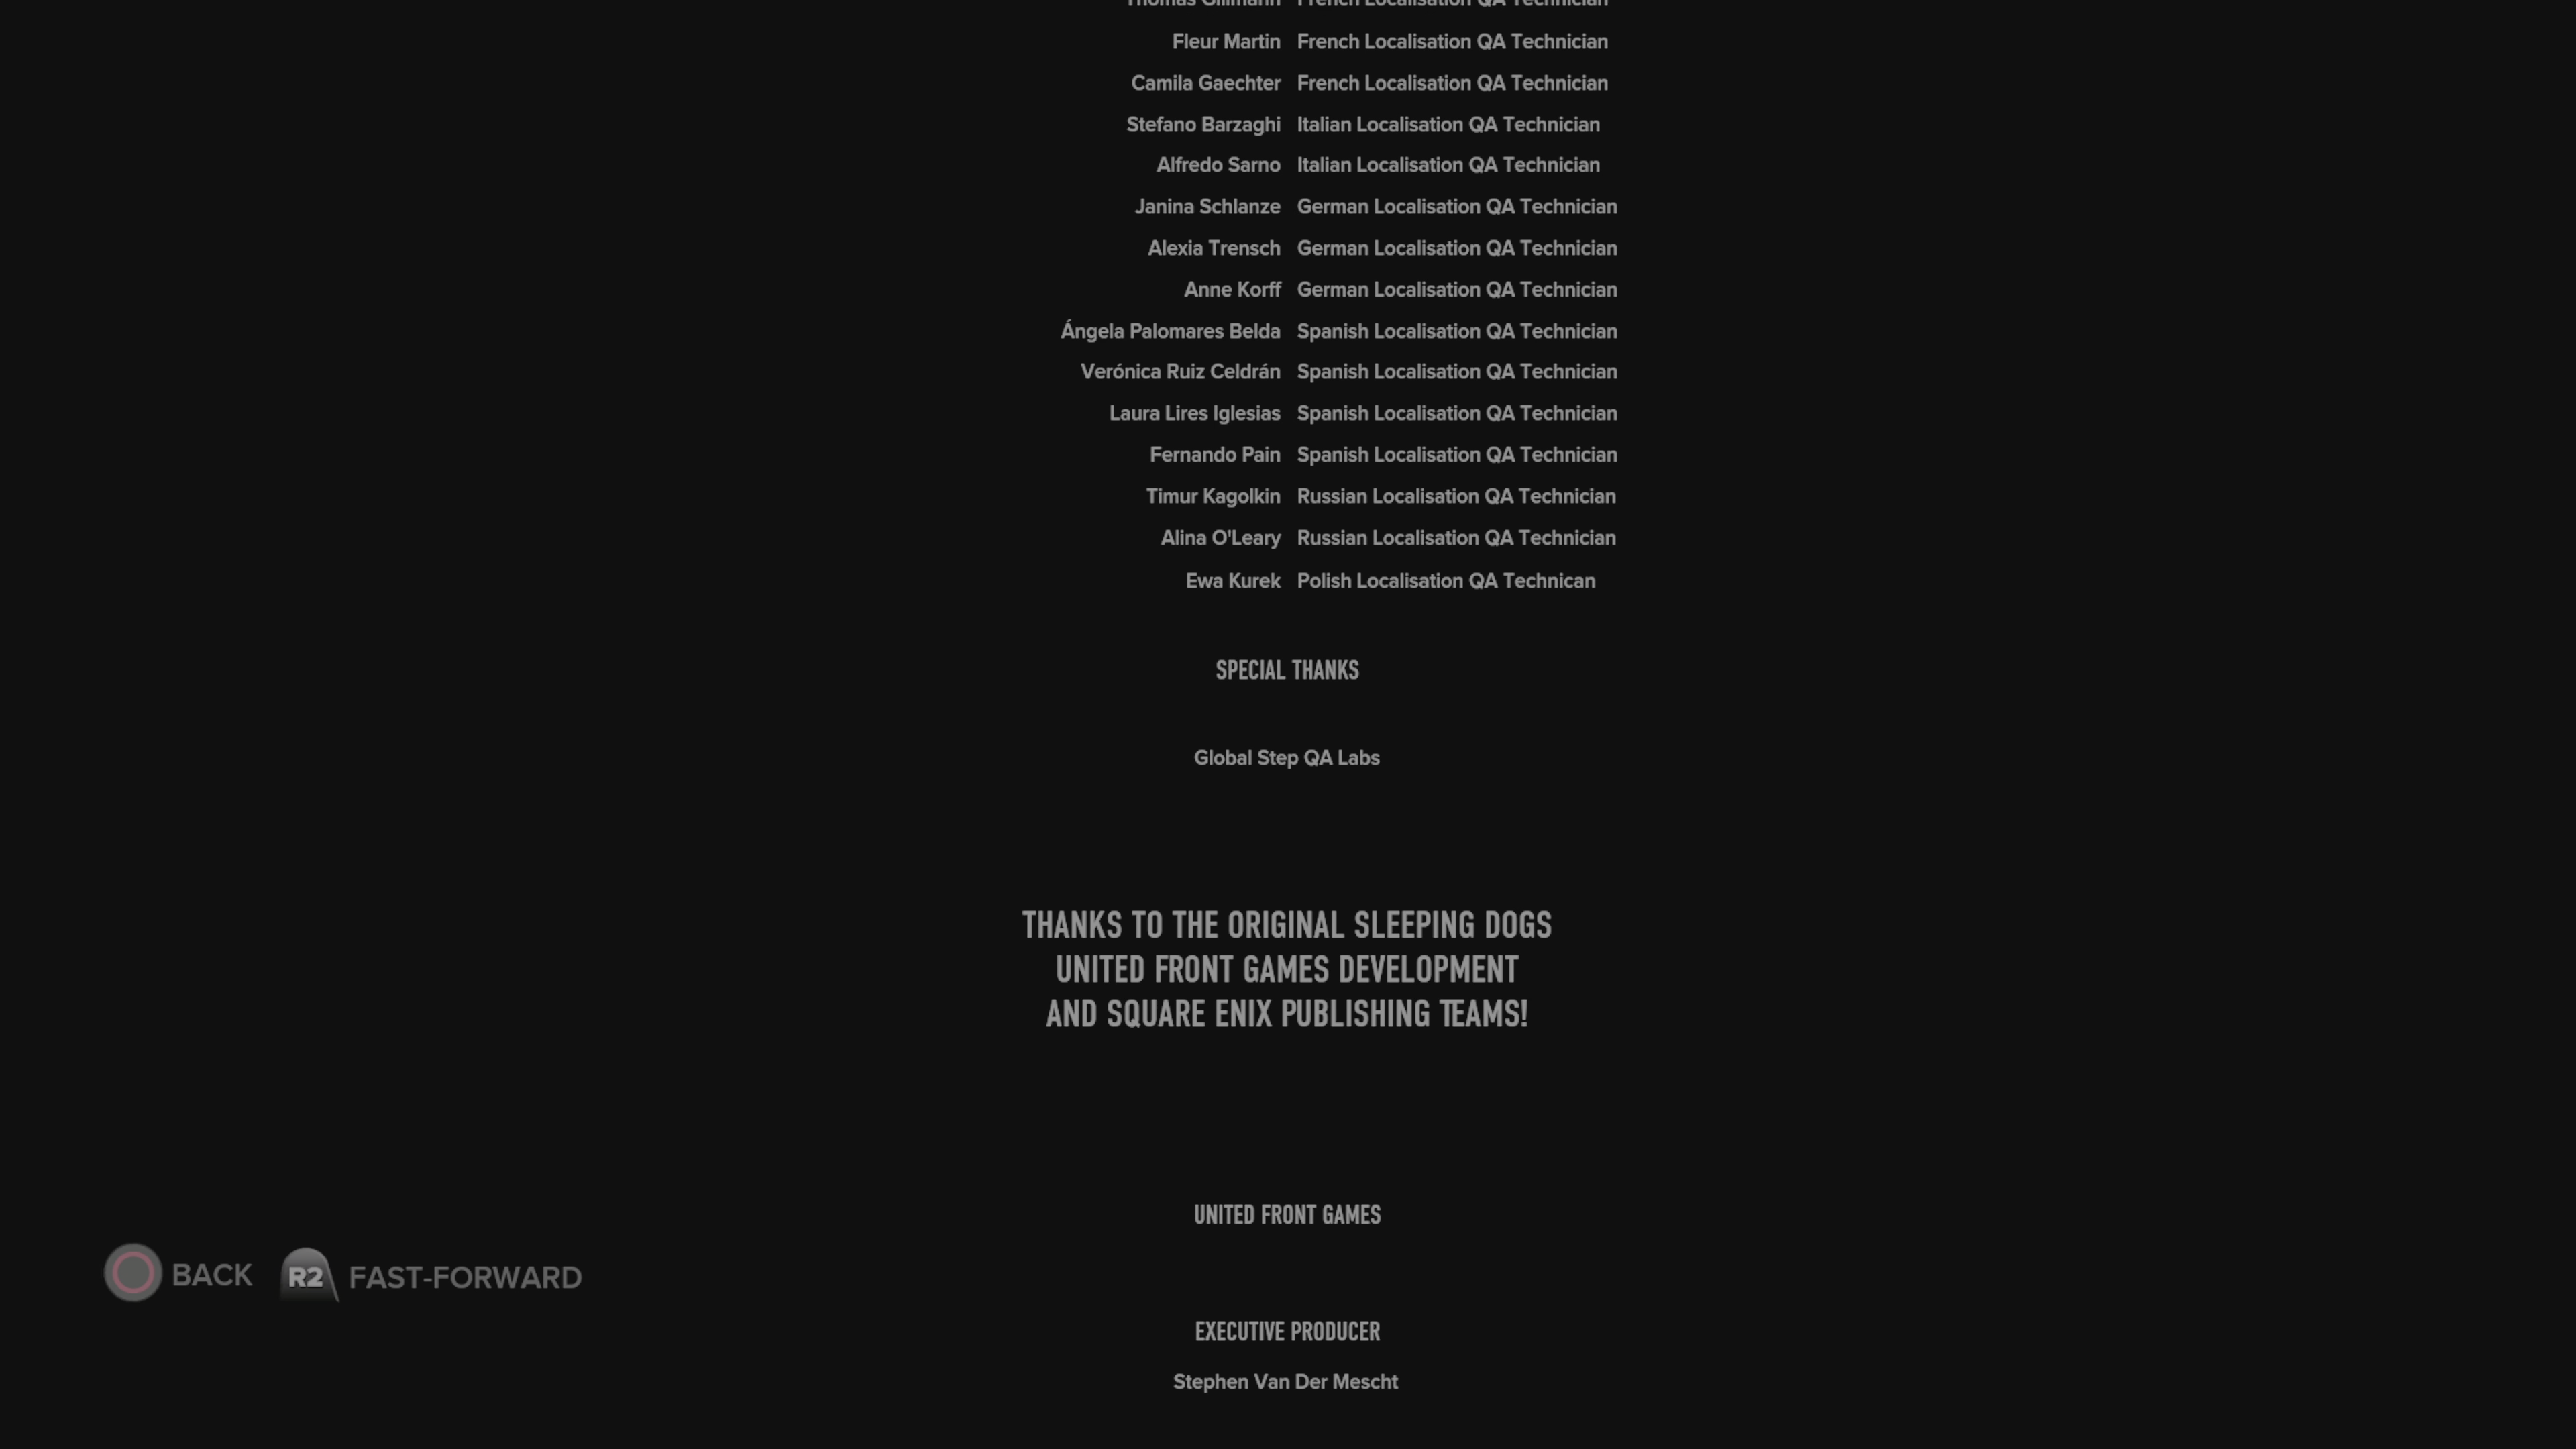 Fleur Martin French Localisation QA Technician
Camila Gaechter French Localisation QA Technician
Stefano Barzaghi Italian Localisation QA Technician
Alfredo Sarno Italian Localisation QA Technician
Janina Schlanze German Localisation QA Technician
Alexia Trensch German Localisation QA Technician
Anne Korff German Localisation QA Technician
Ángela Palomares Belda Spanish Localisation QA Technician
Verónica Ruiz Celdrán Spanish Localisation QA Technician
Laura Lires Iglesias Spanish Localisation QA Technician
Fernando Pain Spanish Localisation QA Technician
Timur Kagolkin Russian Localisation QA Technician
Alina O'Leary Russian Localisation QA Technician
Ewa Kurek Polish Localisation QA Technican
SPECIAL THANKS
Global Step QA Labs
THANKS TO THE ORIGINAL SLEEPING DOGS
UNITED FRONT GAMES DEVELOPMENT
AND SQUARE ENIX PUBLISHING TEAMS!
UNITED FRONT GAMES
BACK R2 FAST-FORWARD
EXECUTIVE PRODUCER
Stephen Van Der Mescht